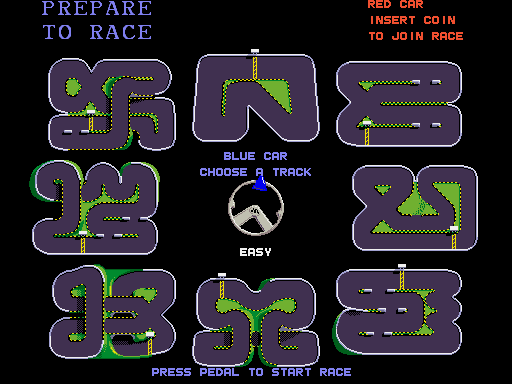 PREPARE
TO RACE
RED CAR
INSERT COIN
TO JOIN RACE
BLUE CAR
CHOOSE A TRACK
EASY
PRESS PEDAL TO START RACE